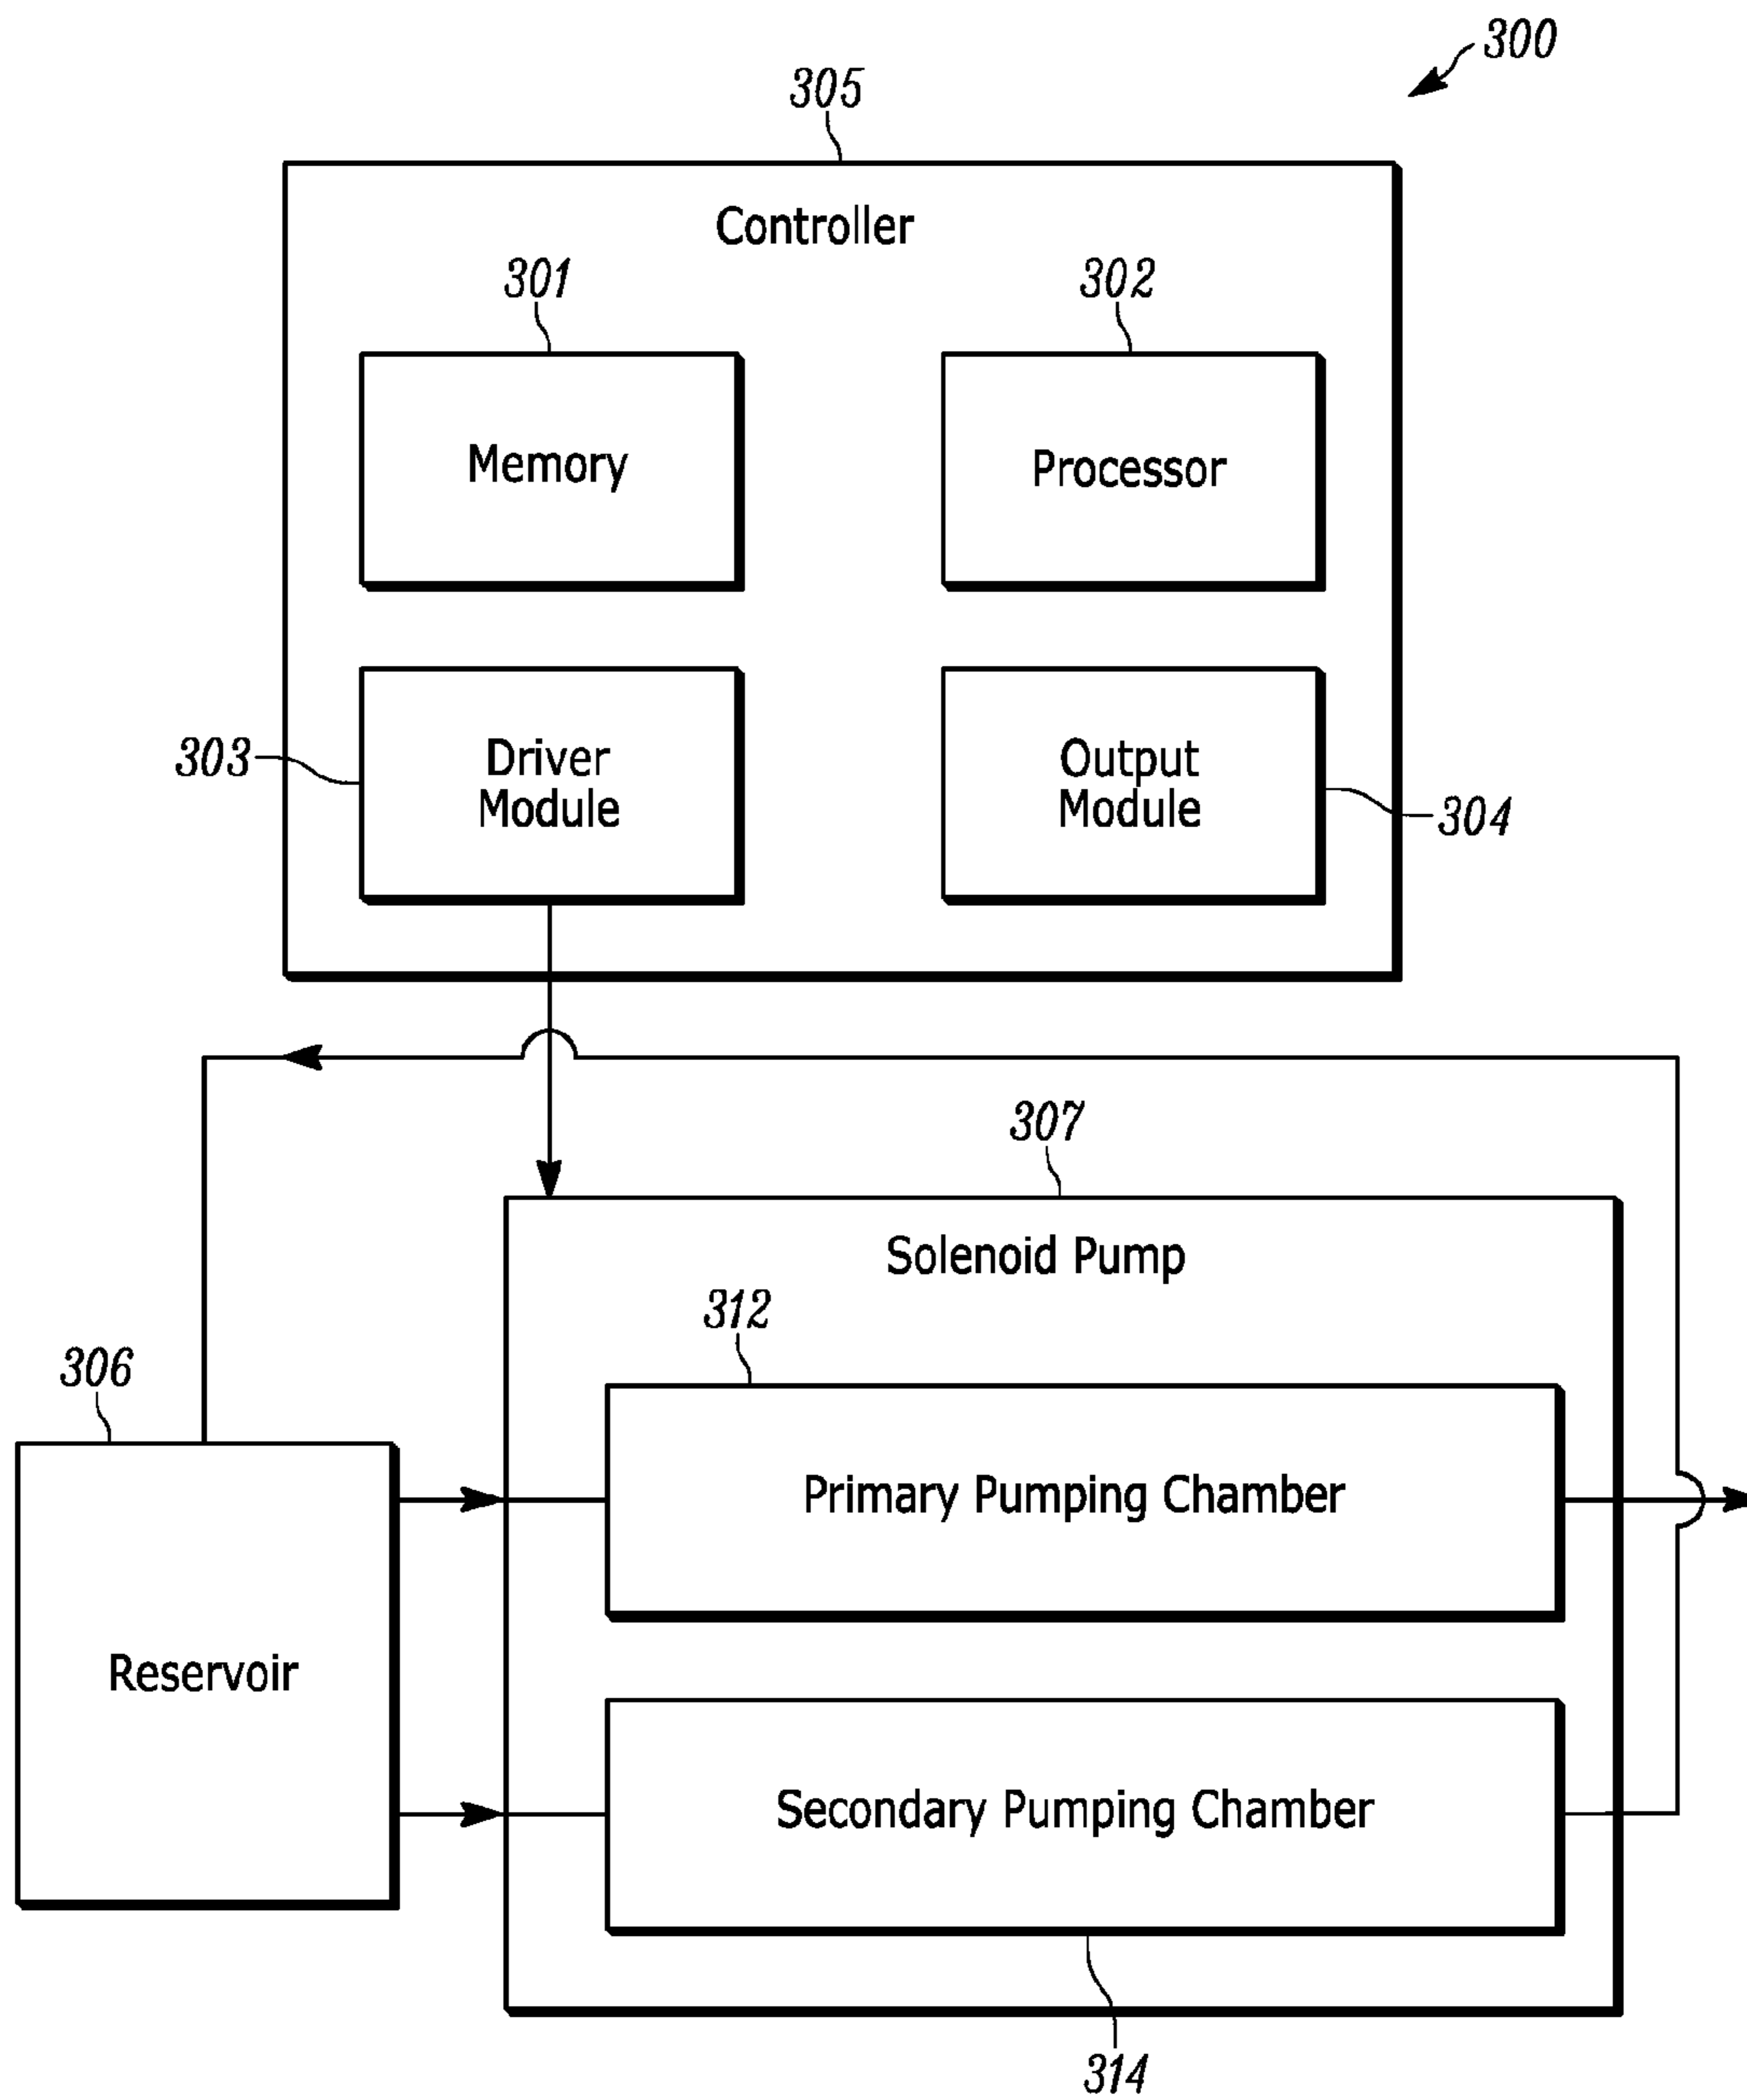 300
305
Controller
301
302
Memory
Processor
303
Driver
Module
Output
Module
304
307
Solenoid Pump
312
306
Primary Pumping Chamber
Reservoir
Secondary Pumping Chamber
314